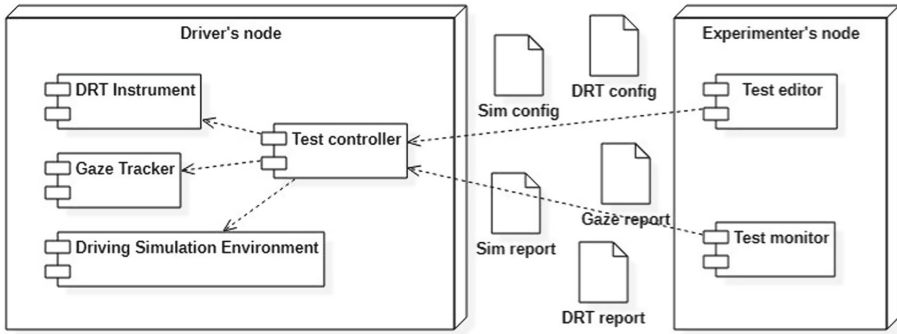 Driver's node
DRT Instrument
Gaze Tracker
Test controller
Driving Simulation Environment
Sim config
DRT config
Gaze report
Sim report
DRT report
Experimenter's node
Test editor
Test monitor